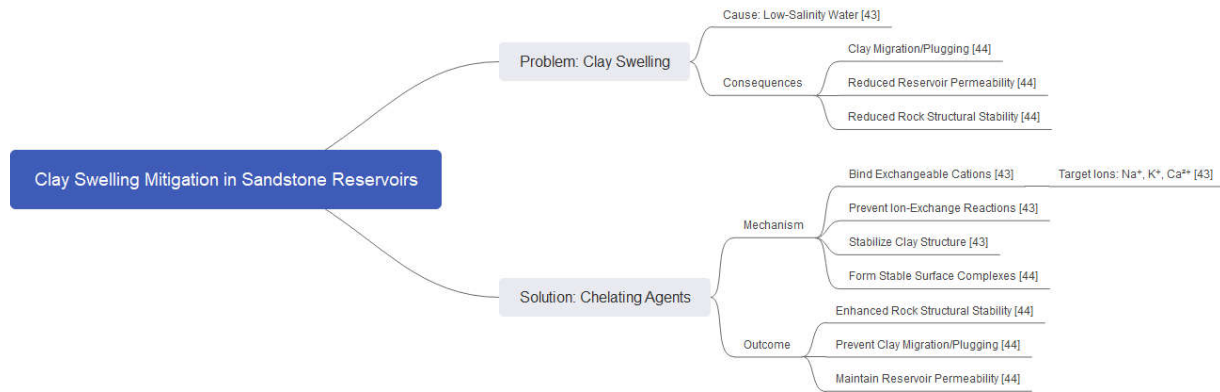 Clay Swelling Mitigation in Sandstone Reservoirs
Problem: Clay Swelling
Cause: Low-Salinity Water [43]
Consequences
Clay Migration/Plugging [44]
Reduced Reservoir Permeability [44]
Reduced Rock Structural Stability [44]
Solution: Chelating Agents
Mechanism
Bind Exchangeable Cations [43]
Target Ions: Na⁺, K⁺, Ca²⁺ [43]
Prevent Ion-Exchange Reactions [43]
Stabilize Clay Structure [43]
Form Stable Surface Complexes [44]
Outcome
Enhanced Rock Structural Stability [44]
Prevent Clay Migration/Plugging [44]
Maintain Reservoir Permeability [44]